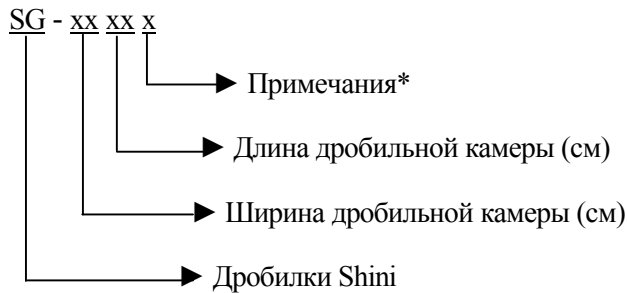 SG - xx xx x
Примечания*
Длина дробильной камеры (см)
Ширина дробильной камеры (см)
Дробилки Shini